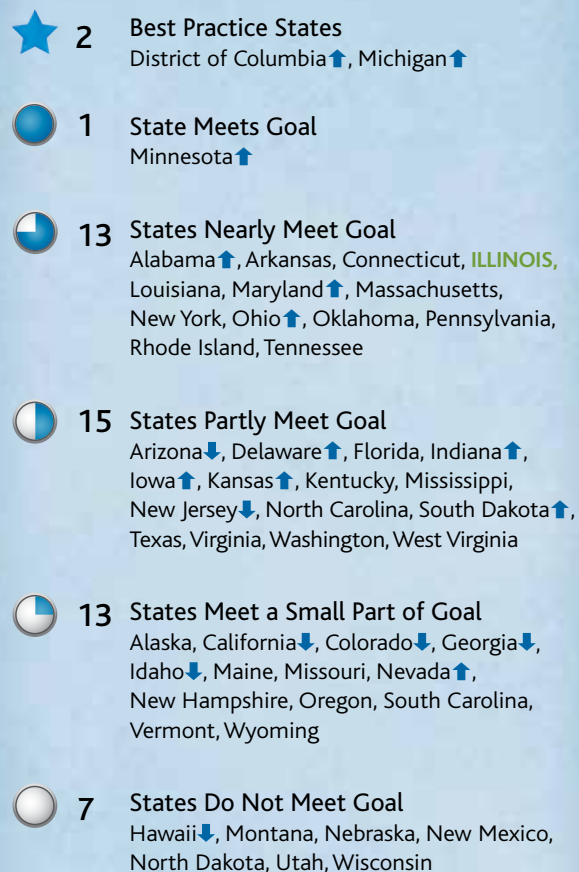 2 Best Practice States
District of Columbia⬆, Michigan⬆
1 State Meets Goal
Minnesota⬆
13 States Nearly Meet Goal
Alabama⬆, Arkansas, Connecticut, ILLINOIS,
Louisiana, Maryland⬆, Massachusetts,
New York, Ohio⬆, Oklahoma, Pennsylvania,
Rhode Island, Tennessee
15 States Partly Meet Goal
Arizona⬇, Delaware⬆, Florida, Indiana⬆,
Iowa⬆, Kansas⬆, Kentucky, Mississippi,
New Jersey⬇, North Carolina, South Dakota⬆,
Texas, Virginia, Washington, West Virginia
13 States Meet a Small Part of Goal
Alaska, California⬇, Colorado⬇, Georgia⬇,
Idaho⬇, Maine, Missouri, Nevada⬆,
New Hampshire, Oregon, South Carolina,
Vermont, Wyoming
7 States Do Not Meet Goal
Hawaii⬇, Montana, Nebraska, New Mexico,
North Dakota, Utah, Wisconsin